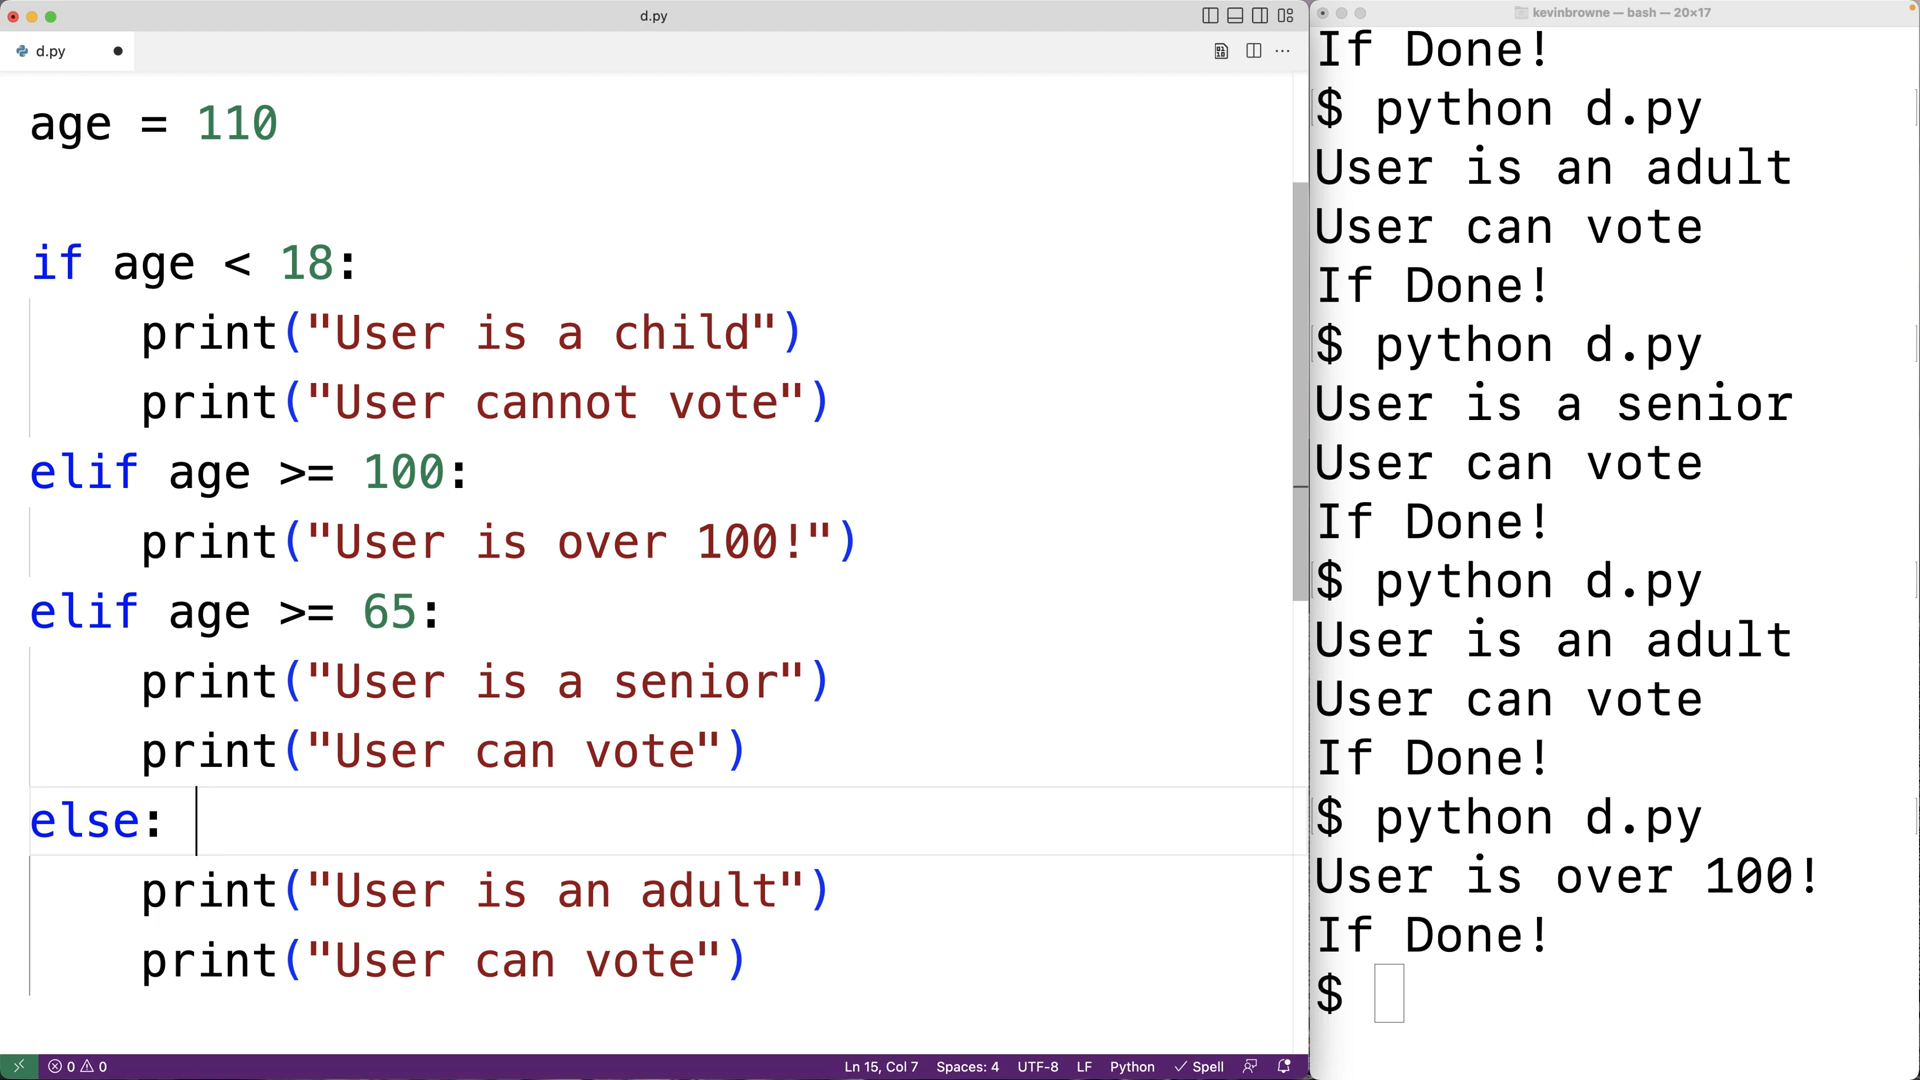 d.py
d.py
age = 110
if age < 18:
print("User is a child")
print("User cannot vote")
elif age >= 100:
print("User is over 100!")
elif age >= 65:
print("User is a senior")
print("User can vote")
else:
print("User is an adult")
print("User can vote")
0 0 Ln 15, Col 7 Spaces: 4 UTF-8 LF Python Spell
kevinbrowne — bash — 20×17
If Done!
$ python d.py
User is an adult
User can vote
If Done!
$ python d.py
User is a senior
User can vote
If Done!
$ python d.py
User is an adult
User can vote
If Done!
$ python d.py
User is over 100!
If Done!
$